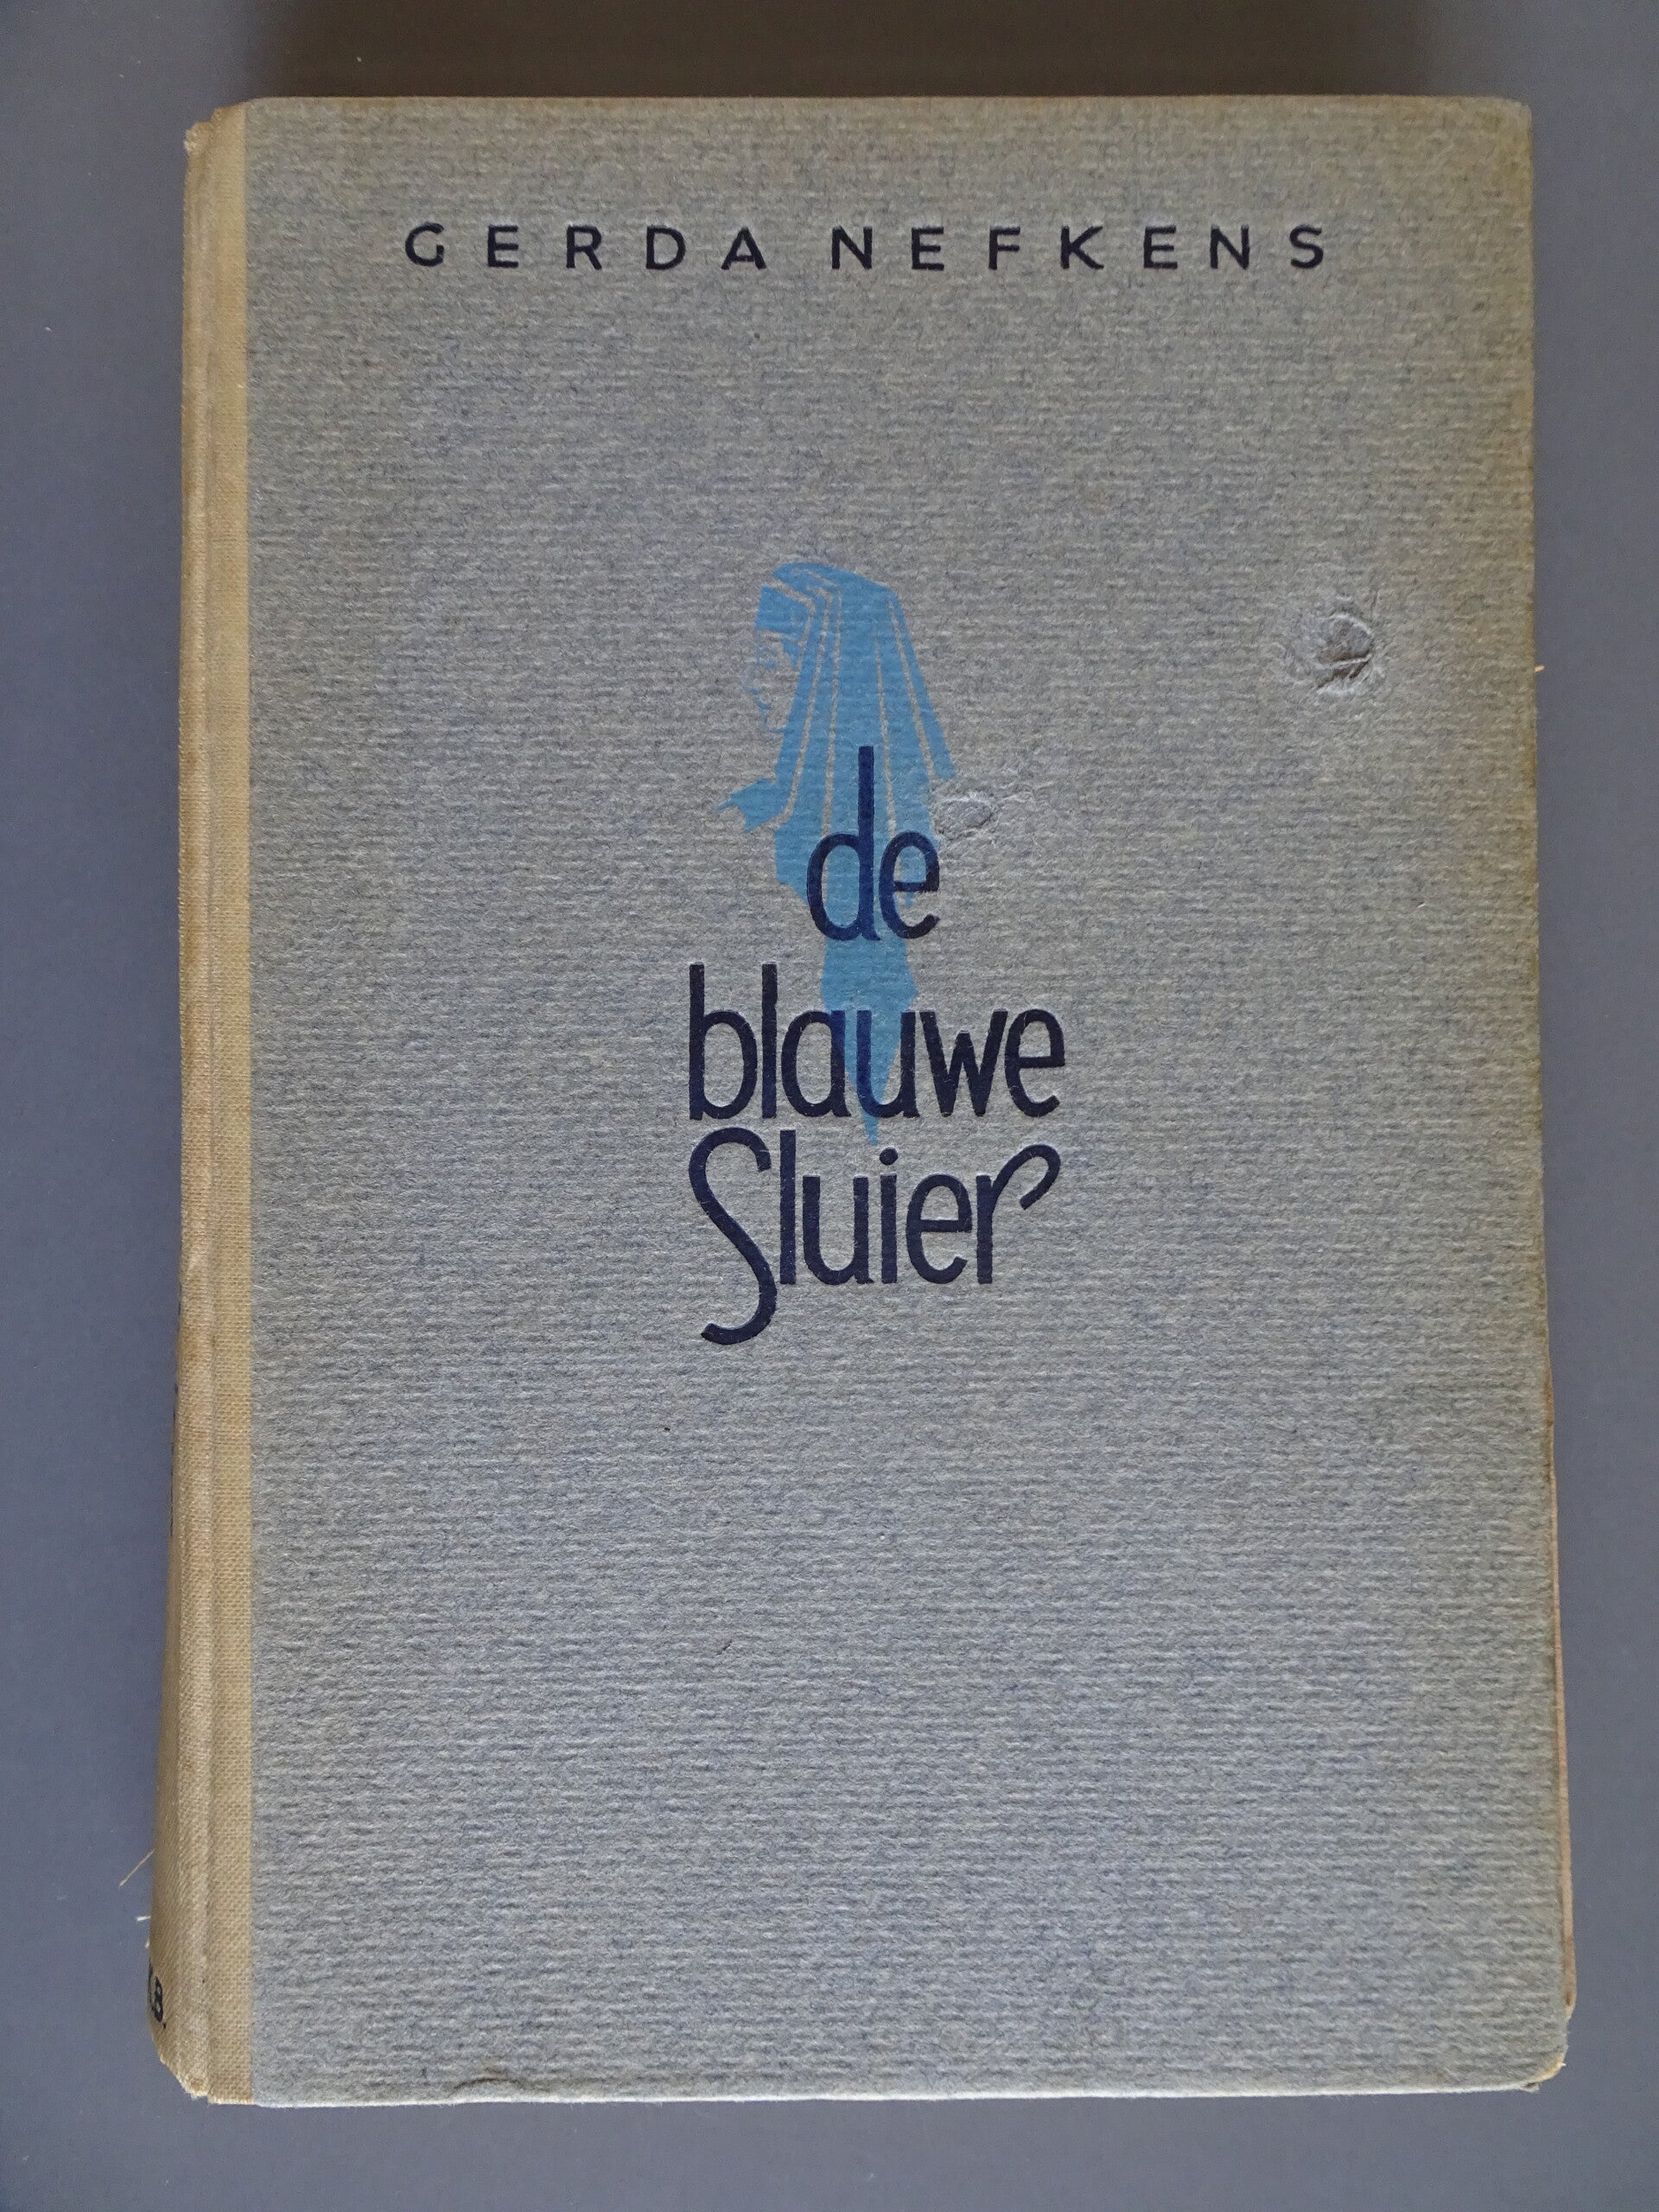 GERDA NEFKENS
de
blauwe
Sluier